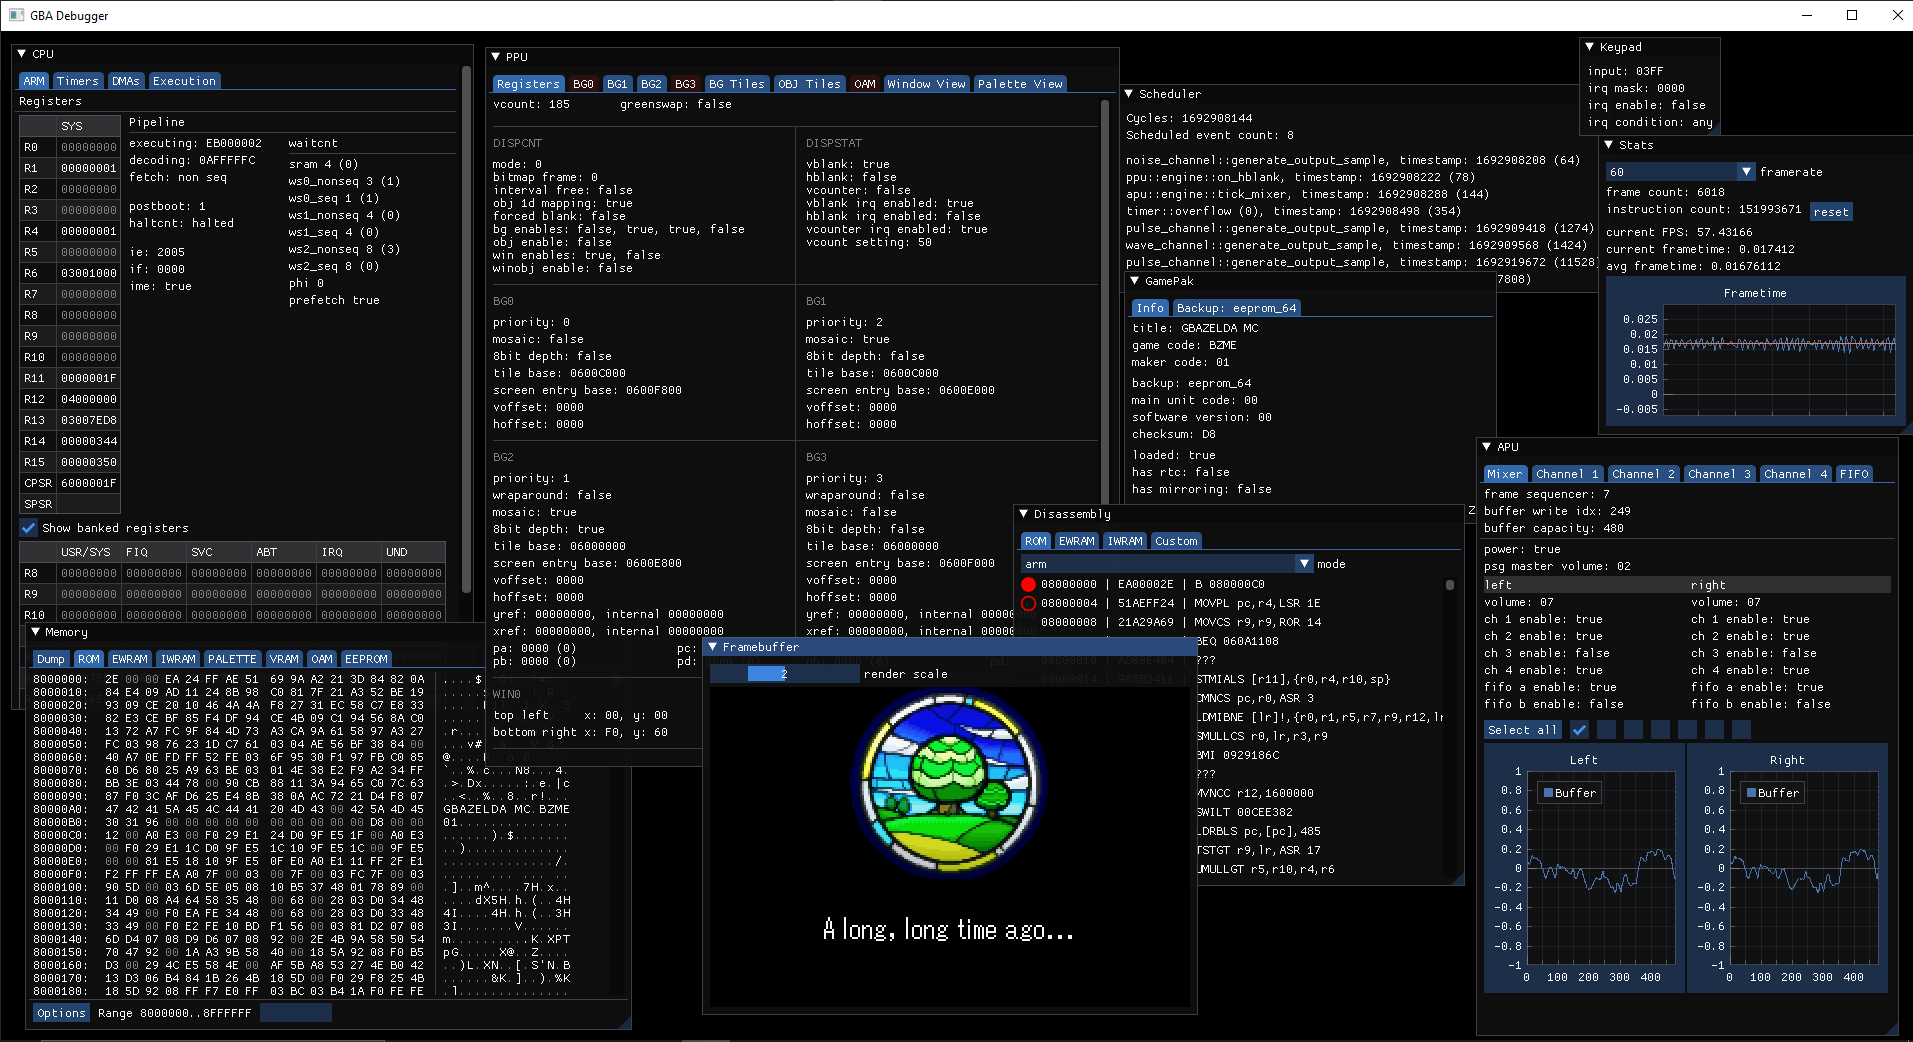 GBA Debugger
CPU
ARM Timers DMAs Execution
Registers
SYS
R0 00000000
R1 00000001
R2 00000000
R3 00000000
R4 00000001
R5 00000000
R6 03001000
R7 00000000
R8 00000000
R9 00000000
R10 00000000
R11 0000001F
R12 04000000
R13 03007ED8
R14 00000344
R15 00000350
CPSR 6000001F
SPSR
Pipeline
executing: EB000002
decoding: 0AFFFFFC
fetch: non seq
postboot: 1
haltcnt: halted
ie: 2005
if: 0000
ime: true
waitcnt
sram 4 (0)
ws0_nonseq 3 (1)
ws0_seq 1 (1)
ws1_nonseq 4 (0)
ws1_seq 4 (0)
ws2_nonseq 8 (3)
ws2_seq 8 (0)
phi 0
prefetch true
Show banked registers
USR/SYS FIQ SVC ABT IRQ UND
R8 00000000 00000000 00000000 00000000 00000000 00000000
R9 00000000 00000000 00000000 00000000 00000000 00000000
R10 00000000 00000000 00000000 00000000 00000000 00000000
PPU
Registers BG0 BG1 BG2 BG3 BG Tiles OBJ Tiles OAM Window View Palette View
vcount: 185 greenswap: false
DISPCNT
mode: 0
bitmap frame: 0
interval free: false
obj 1d mapping: true
forced blank: false
bg enables: false, true, true, false
obj enable: false
win enables: true, false
winobj enable: false
DISPSTAT
vblank: true
hblank: false
vcounter: false
vblank irq enabled: true
hblank irq enabled: false
vcounter irq enabled: true
vcount setting: 50
BG0
priority: 0
mosaic: false
8bit depth: false
tile base: 0600C000
screen entry base: 0600F800
voffset: 0000
hoffset: 0000
BG1
priority: 2
mosaic: true
8bit depth: false
tile base: 0600C000
screen entry base: 0600E000
voffset: 0000
hoffset: 0000
BG2
priority: 1
wraparound: false
mosaic: true
8bit depth: true
tile base: 06000000
screen entry base: 0600E800
voffset: 0000
hoffset: 0000
yref: 00000000, internal 00000000
xref: 00000000, internal 00000000
pa: 0000 (0) pc:
pb: 0000 (0) pd:
BG3
priority: 3
wraparound: false
mosaic: false
8bit depth: false
tile base: 06000000
screen entry base: 0600F000
voffset: 0000
hoffset: 0000
yref: 00000000, internal 000000
xref: 00000000, internal 000000
WIN0
top left x: 00, y: 00
bottom right x: F0, y: 60
Scheduler
Cycles: 1692908144
Scheduled event count: 8
noise_channel::generate_output_sample, timestamp: 1692908208 (64)
ppu::engine::on_hblank, timestamp: 1692908222 (78)
apu::engine::tick_mixer, timestamp: 1692908288 (144)
timer::overflow (0), timestamp: 1692908498 (354)
pulse_channel::generate_output_sample, timestamp: 1692909418 (1274)
wave_channel::generate_output_sample, timestamp: 1692909568 (1424)
pulse_channel::generate_output_sample, timestamp: 1692919672 (11528)
7808)
Keypad
input: 03FF
irq mask: 0000
irq enable: false
irq condition: any
Stats
60 framerate
frame count: 6018
instruction count: 151993671 reset
current FPS: 57.43166
current frametime: 0.017412
avg frametime: 0.01676112
Frametime
0.025
0.02
0.015
0.01
0.005
0
-0.005
GamePak
Info Backup: eeprom_64
title: GBAZELDA MC
game code: BZME
maker code: 01
backup: eeprom_64
main unit code: 00
software version: 00
checksum: D8
loaded: true
has rtc: false
has mirroring: false
Disassembly
ROM EWRAM IWRAM Custom
arm mode
08000000 | EA00002E | B 080000C0
08000004 | 51AEFF24 | MOVPL pc,r4,LSR 1E
08000008 | 21A29A69 | MOVCS r9,r9,ROR 14
BEQ 060A1108
???
STMIALS [r11],{r0,r4,r10,sp}
CMNCS pc,r0,ASR 3
LDMIBNE [lr]!,{r0,r1,r5,r7,r9,r12,lr
SMULLCS r0,lr,r3,r9
BMI 0929186C
???
MVNCC r12,1600000
SWILT 00CEE382
LDRBLS pc,[pc],485
TSTGT r9,lr,ASR 17
UMULLGT r5,r10,r4,r6
APU
Mixer Channel 1 Channel 2 Channel 3 Channel 4 FIFO
frame sequencer: 7
buffer write idx: 249
buffer capacity: 480
power: true
psg master volume: 02
left right
volume: 07 volume: 07
ch 1 enable: true ch 1 enable: true
ch 2 enable: true ch 2 enable: true
ch 3 enable: false ch 3 enable: false
ch 4 enable: true ch 4 enable: true
fifo a enable: true fifo a enable: true
fifo b enable: false fifo b enable: false
Select all
Left Right
Buffer Buffer
1 1
0.8 0.8
0.6 0.6
0.4 0.4
0.2 0.2
0 0
-0.2 -0.2
-0.4 -0.4
-0.6 -0.6
-0.8 -0.8
-1 -1
0 100 200 300 400 0 100 200 300 400
Memory
Dump ROM EWRAM IWRAM PALETTE VRAM OAM EEPROM
8000000: 2E 00 00 EA 24 FF AE 51 69 9A A2 21 3D 84 82 0A
8000010: 84 E4 09 AD 11 24 8B 98 C0 81 7F 21 A3 52 BE 19
8000020: 93 09 CE 20 10 46 4A 4A F8 27 31 EC 58 C7 E8 33
8000030: 82 E3 CE BF 85 F4 DF 94 CE 4B 09 C1 94 56 8A C0
8000040: 13 72 A7 FC 9F 84 4D 73 A3 CA 9A 61 58 97 A3 27
8000050: FC 03 98 76 23 1D C7 61 03 04 AE 56 BF 38 84 00
8000060: 40 A7 0E FD FF 52 FE 03 6F 95 30 F1 97 FB C0 85
8000070: 60 D6 80 25 A9 63 BE 03 01 4E 38 E2 F9 A2 34 FF
8000080: BB 3E 03 44 78 00 90 CB 88 11 3A 94 65 C0 7C 63
8000090: 87 F0 3C AF D6 25 E4 8B 38 0A AC 72 21 D4 F8 07
80000A0: 47 42 41 5A 45 4C 44 41 20 4D 43 00 42 5A 4D 45 GBAZELDA MC.BZME
80000B0: 30 31 96 00 00 00 00 00 00 00 00 00 00 D8 00 00 01..............
80000C0: 12 00 A0 E3 00 F0 29 E1 24 D0 9F E5 1F 00 A0 E3 ......).$.......
80000D0: 00 F0 29 E1 1C D0 9F E5 1C 10 9F E5 1C 00 9F E5 ..).............
80000E0: 00 00 81 E5 18 10 9F E5 0F E0 A0 E1 11 FF 2F E1 ............../.
80000F0: F2 FF FF EA A0 7F 00 03 00 7F 00 03 FC 7F 00 03
8000100: 90 5D 00 03 6D 5E 05 08 10 B5 37 48 01 78 89 00 .]..m^....7H.x..
8000110: 11 D0 08 A4 64 58 35 48 00 68 00 28 03 D0 34 48 ....dX5H.h.(..4H
8000120: 34 49 00 F0 EA FE 34 48 00 68 00 28 03 D0 33 48 4I....4H.h.(..3H
8000130: 33 49 00 F0 E2 FE 10 BD F1 56 00 03 81 D2 07 08 3I.......V......
8000140: 6D D4 07 08 D9 D6 07 08 92 00 2E 4B 9A 58 50 54 m..........K.XPT
8000150: 70 47 92 00 1A A3 9B 58 40 00 18 5A 92 08 F0 B5 pG.....X@..Z....
8000160: D3 00 29 4C E5 58 4E 00 AF 5B A8 53 27 4E B0 42 ..)L.XN..[.S'N.B
8000170: 13 D3 06 B4 84 1B 26 4B 18 5D 00 F0 29 F8 25 4B ......&K.]..).%K
8000180: 18 5D 92 08 FF F7 E0 FF 03 BC 03 B4 1A F0 FE FE .]..............
Options Range 8000000..8FFFFFF
Framebuffer
2 render scale
A long, long time ago...